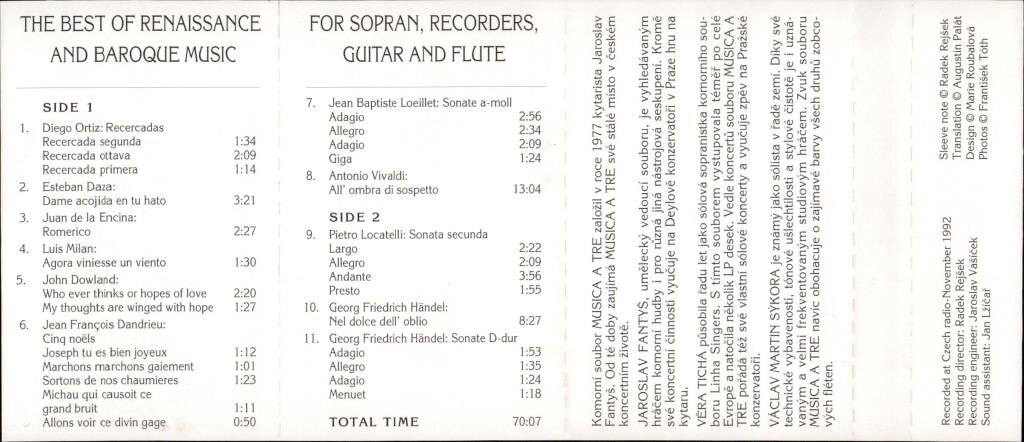 THE BEST OF RENAISSANCE
AND BAROQUE MUSIC
SIDE 1
1. Diego Ortiz: Recercadas
Recercada segunda 1:34
Recercada ottava 2:09
Recercada primera 1:14
2. Esteban Daza:
Dame acojida en tu hato 3:21
3. Juan de la Encina:
Romerico 2:27
4. Luis Milan:
Agora viniesse un viento 1:30
5. John Dowland:
Who ever thinks or hopes of love 2:20
My thoughts are winged with hope 1:27
6. Jean François Dandrieu:
Cinq noëls
Joseph tu es bien joyeux 1:12
Marchons marchons gaiement 1:01
Sortons de nos chaumieres 1:23
Michau qui causoit ce
grand bruit 1:11
Allons voir ce divin gage 0:50
FOR SOPRAN, RECORDERS,
GUITAR AND FLUTE
7. Jean Baptiste Loeillet: Sonate a-moll
Adagio 2:56
Allegro 2:34
Adagio 2:09
Giga 1:24
8. Antonio Vivaldi:
All' ombra di sospetto 13:04
SIDE 2
9. Pietro Locatelli: Sonata secunda
Largo 2:22
Allegro 2:09
Andante 3:56
Presto 1:55
10. Georg Friedrich Händel:
Nel dolce dell' oblio 8:27
11. Georg Friedrich Händel: Sonate D-dur
Adagio 1:53
Allegro 1:35
Adagio 1:24
Menuet 1:18
TOTAL TIME 70:07
Komorní soubor MUSICA A TRE založil v roce 1977 kytarista Jaroslav
Fantyš. Od té doby zaujímá MUSICA A TRE své stálé místo v českém
koncertním životě.
JAROSLAV FANTYŠ, umělecký vedoucí souboru, je vyhledávaným
hráčem komorní hudby i pro různá jiná nástrojová seskupení. Kromě
své koncertní činnosti vyučuje na Deylově konzervatoři v Praze hru na
kytaru.
VĚRA TICHÁ působila řadu let jako sólová sopranistka komorního sou-
boru Linha Singers. S tímto souborem vystupovala téměř po celé
Evropě a natočila několik LP desek. Vedle koncertů souboru MUSICA A
TRE pořádá též své vlastní sólové koncerty a vyučuje zpěv na Pražské
konzervatoři.
VÁCLAV MARTIN SÝKORA je známý jako sólista v řadě zemí. Díky své
technické vybavenosti, tónové ušlechtilosti a stylové čistotě je i uzná-
vaným a velmi frekventovaným studiovým hráčem. Zvuk souboru
MUSICA A TRE navíc obohacuje o zajímavé barvy všech druhů zobco-
vých fléten.
Recorded at Czech radio-November 1992
Recording director: Radek Rejšek
Recording engineer: Jaroslav Vašíček
Sound assistant: Jan Lžičař
Sleeve note © Radek Rejšek
Translation © Augustin Palát
Design © Marie Roubalová
Photos © František Tóth